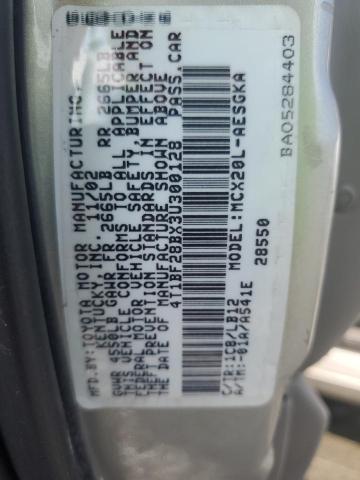 MFD.BY:TOYOTA MOTOR MANUFACTURING,
KENTUCKY,INC. 11/02
GVWR 4550LB GAWR FR 2665LB RR 2665LB
THIS VEHICLE CONFORMS TO ALL APPLICABLE
FEDERAL MOTOR VEHICLE SAFETY, BUMPER AND
THEFT PREVENTION STANDARDS IN EFFECT ON
THE DATE OF MANUFACTURE SHOWN ABOVE
4T1BF28BX3U300128 PASS.CAR
C/TR:1C8/LB12 MODEL:MCX20L-AESGKA
A/TM:-01A/A541E 28550
BA05284403